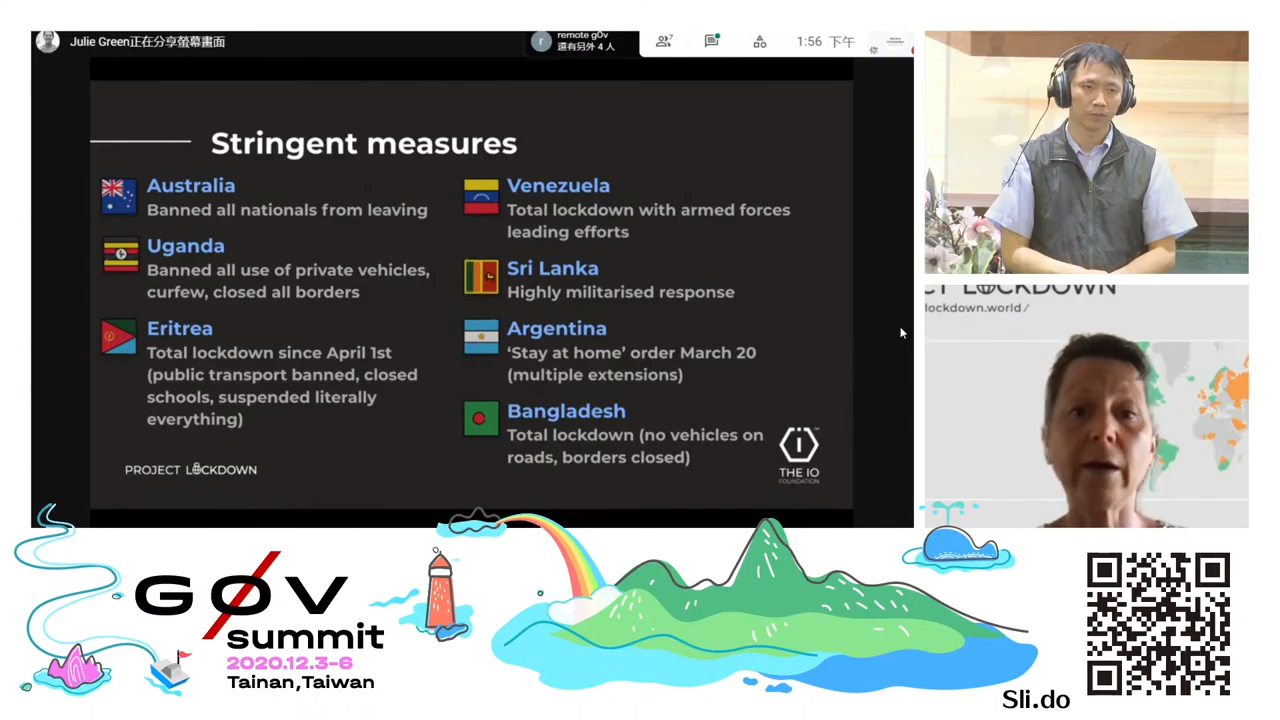 Julie Green正在分享螢幕畫面
r
remote g0v
還有另外 4 人
7
1:56 下午
你
Stringent measures
Australia
Banned all nationals from leaving
Uganda
Banned all use of private vehicles,
curfew, closed all borders
Eritrea
Total lockdown since April 1st
(public transport banned, closed
schools, suspended literally
everything)
Venezuela
Total lockdown with armed forces
leading efforts
Sri Lanka
Highly militarised response
Argentina
‘Stay at home’ order March 20
(multiple extensions)
Bangladesh
Total lockdown (no vehicles on
roads, borders closed)
PROJECT LOCKDOWN
THE IO
FOUNDATION
CT LOCKDOWN
lockdown.world/
GØV
summit
2020.12.3-6
Tainan,Taiwan
Sli.do